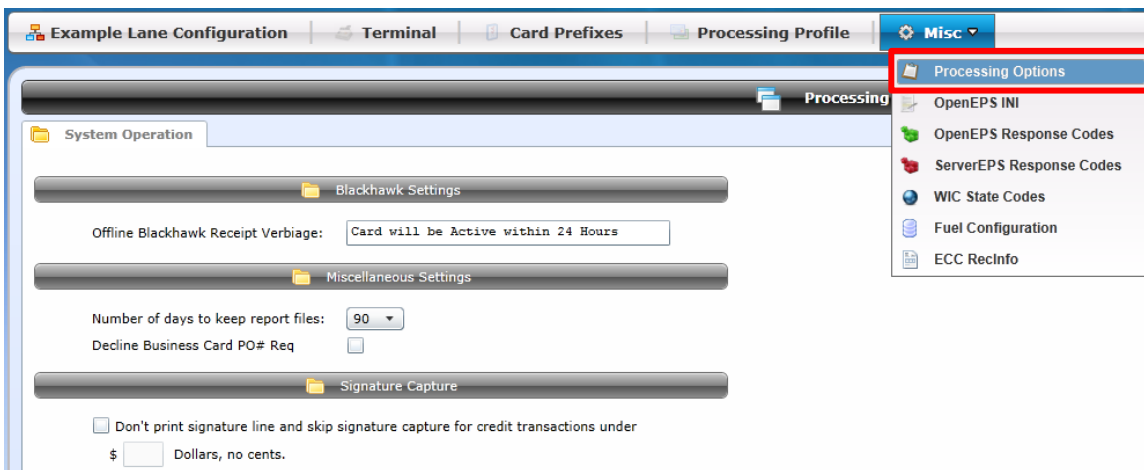 Example Lane Configuration Terminal Card Prefixes Processing Profile Misc
Processing Options
Processing
OpenEPS INI
System Operation
OpenEPS Response Codes
ServerEPS Response Codes
Blackhawk Settings
WIC State Codes
Offline Blackhawk Receipt Verbiage: Card will be Active within 24 Hours
Fuel Configuration
ECC RecInfo
Miscellaneous Settings
Number of days to keep report files: 90
Decline Business Card PO# Req
Signature Capture
Don't print signature line and skip signature capture for credit transactions under
$ Dollars, no cents.